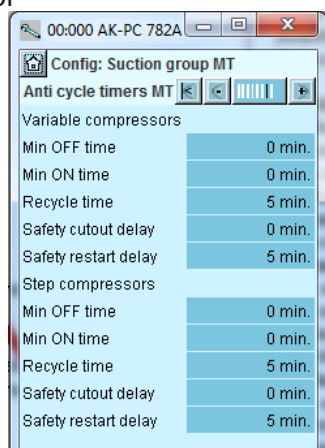 00:000 AK-PC 782A
Config: Suction group MT
Anti cycle timers MT
Variable compressors
Min OFF time 0 min.
Min ON time 0 min.
Recycle time 5 min.
Safety cutout delay 0 min.
Safety restart delay 5 min.
Step compressors
Min OFF time 0 min.
Min ON time 0 min.
Recycle time 5 min.
Safety cutout delay 0 min.
Safety restart delay 5 min.